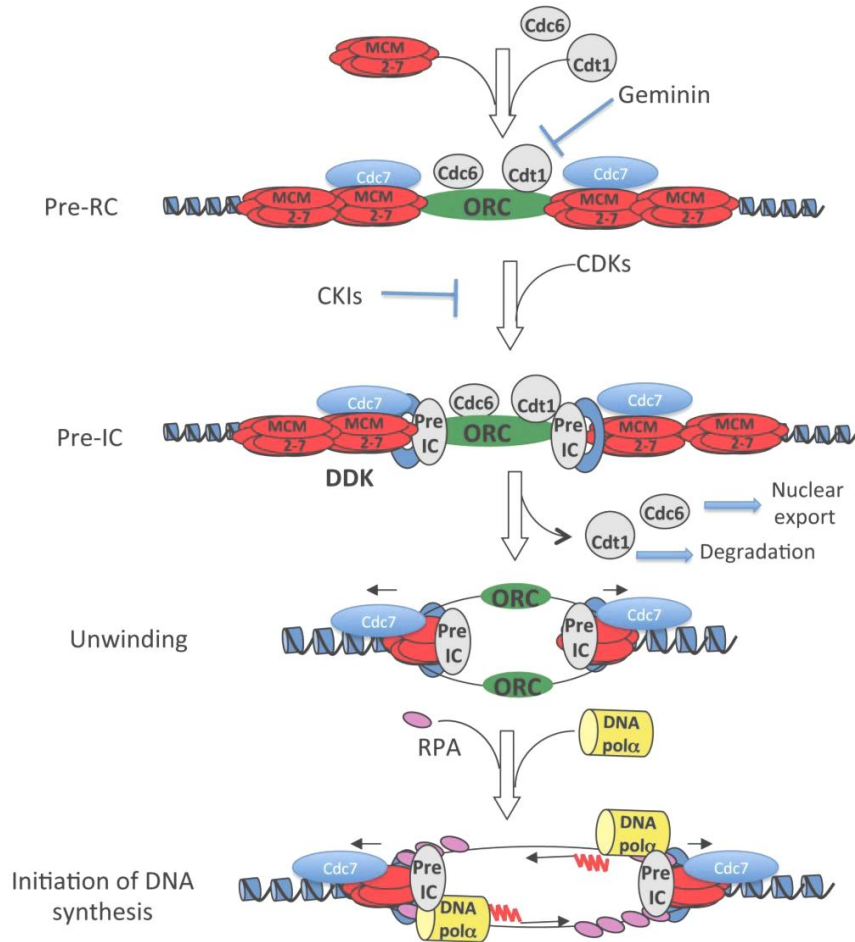 Cdc6
MCM
2-7
Cdt1
Geminin
Cdc7
Cdc6
Cdt1
Cdc7
Pre-RC
MCM
2-7
MCM
2-7
ORC
MCM
2-7
MCM
2-7
CDKs
CKIs
Cdc7
Cdc6
Cdt1
Cdc7
Pre-IC
MCM
2-7
MCM
2-7
Pre
IC
ORC
Pre
IC
MCM
2-7
MCM
2-7
DDK
Cdc6
Nuclear
export
Cdt1
Degradation
ORC
Cdc7
Cdc7
Unwinding
Pre
IC
Pre
IC
ORC
RPA
DNA
polα
DNA
polα
Cdc7
Cdc7
Initiation of DNA
synthesis
Pre
IC
Pre
IC
DNA
polα